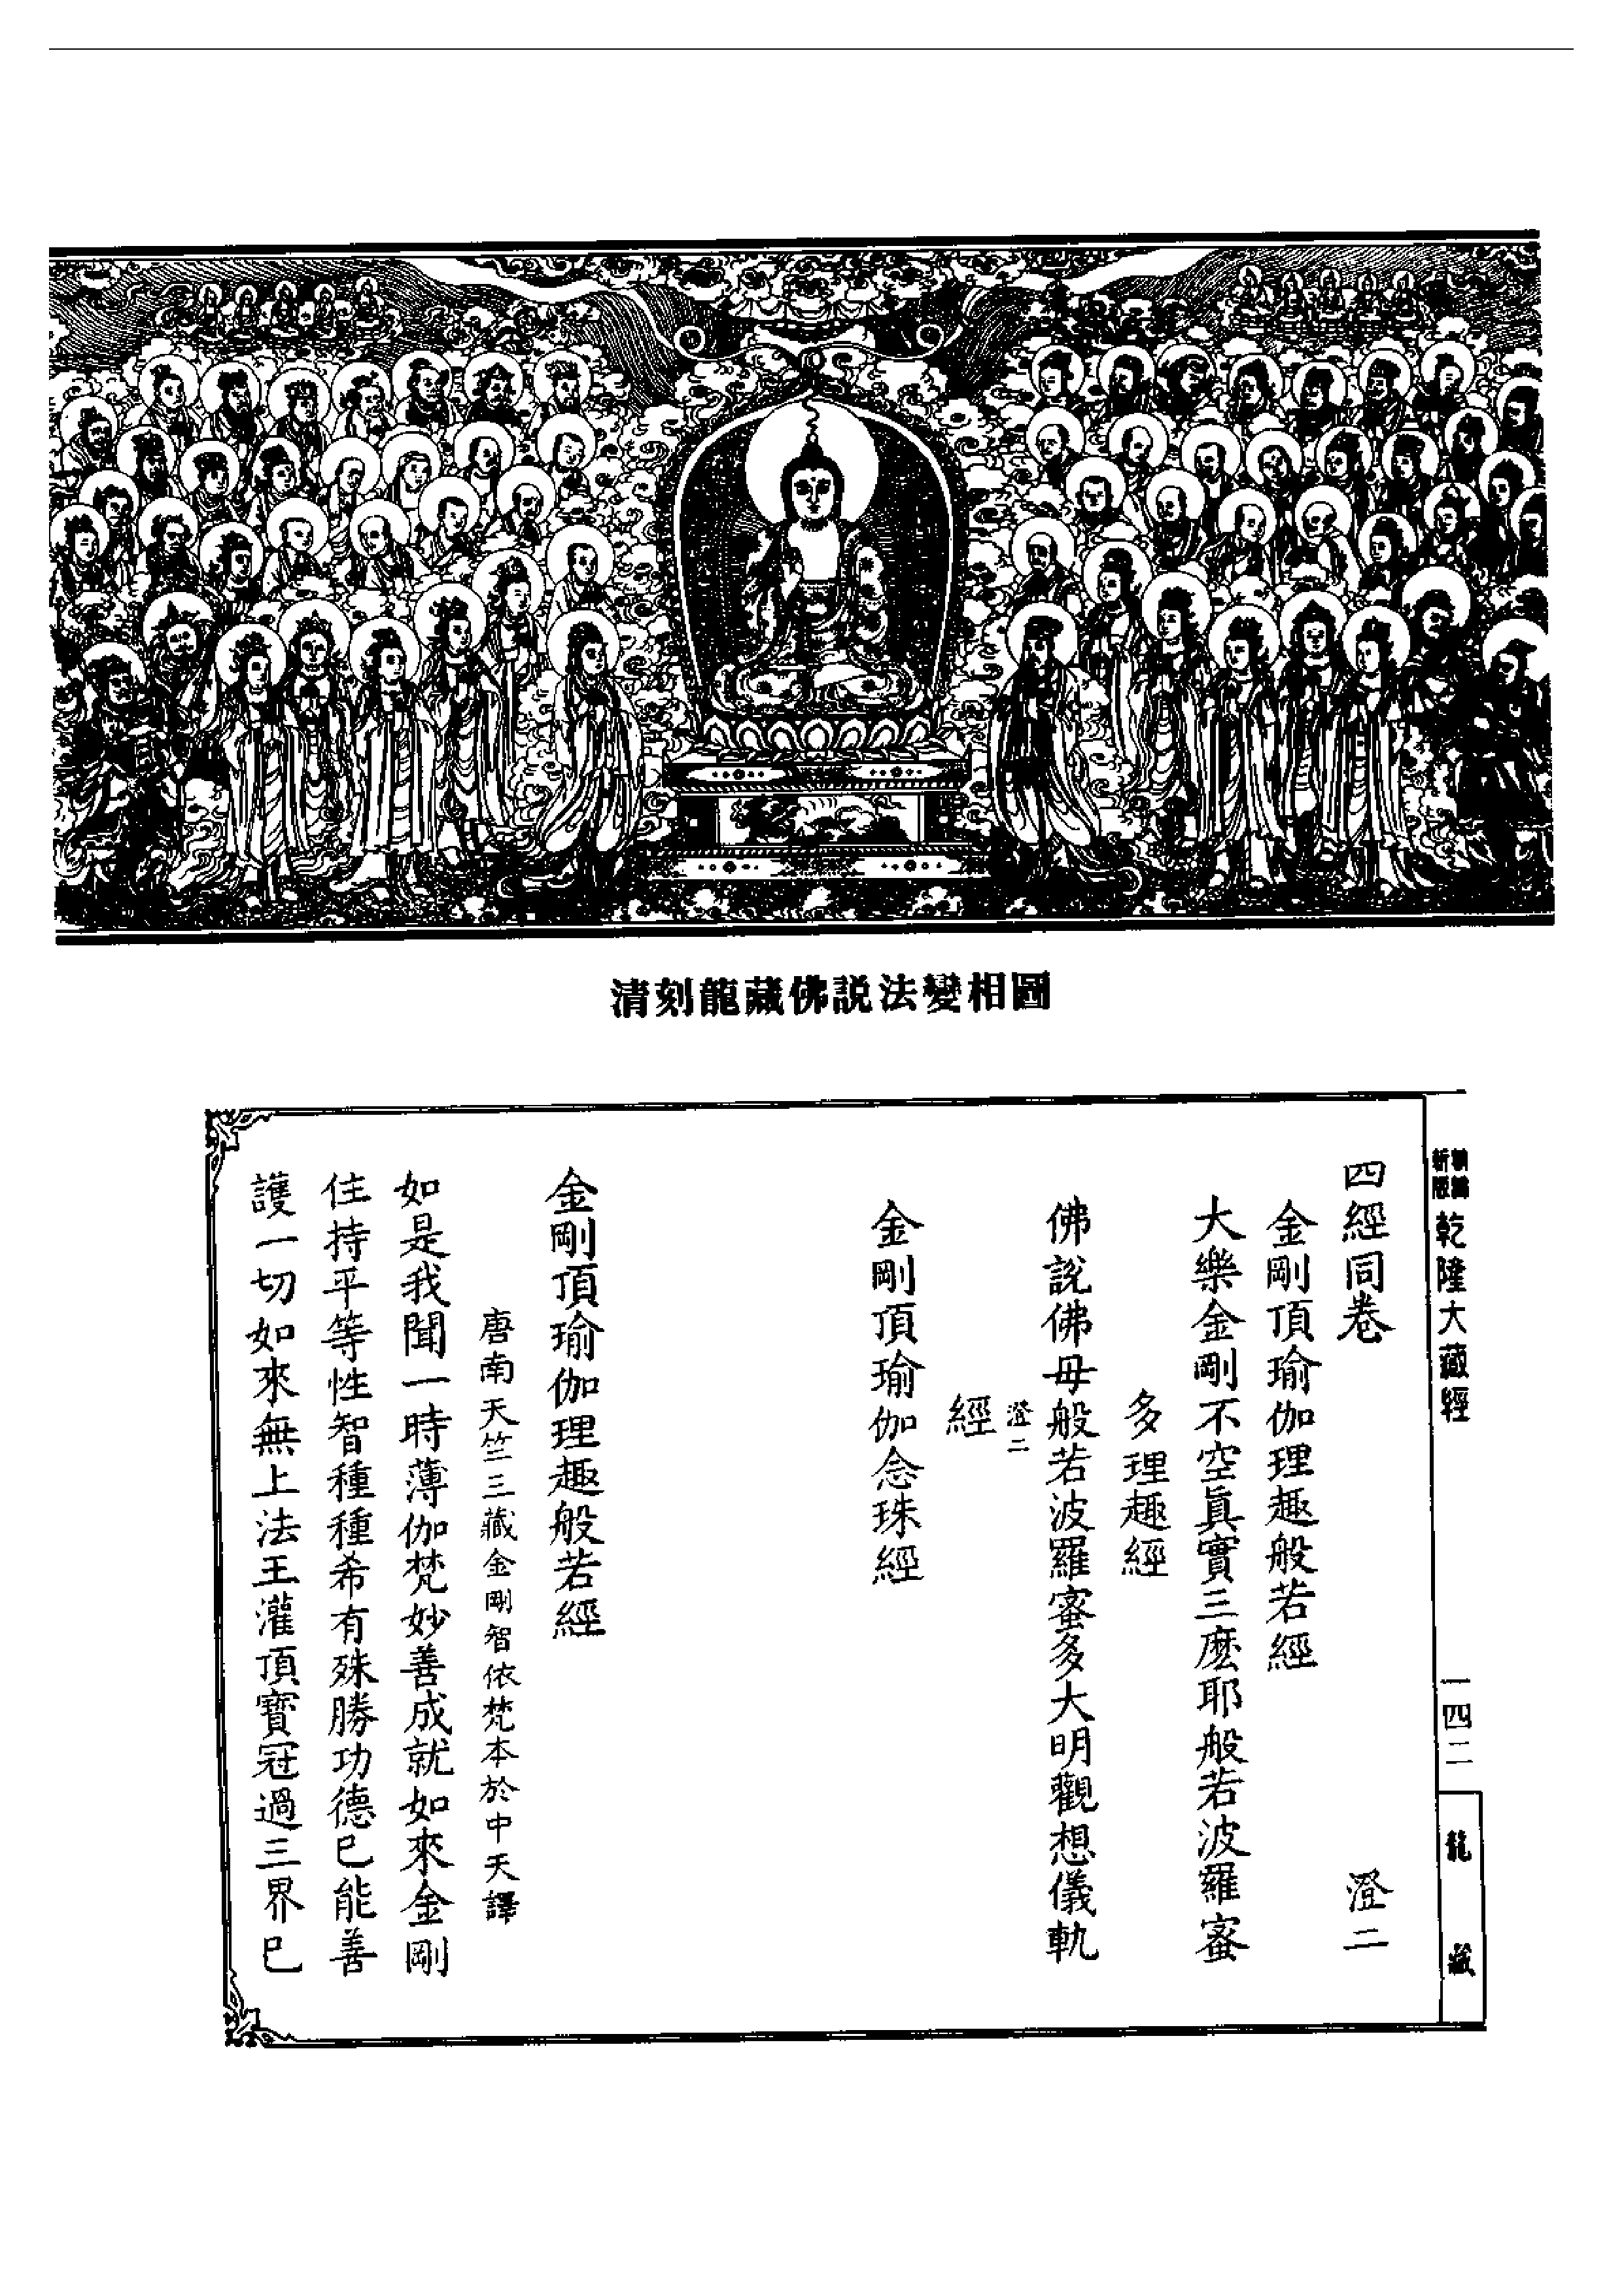 清刻龍藏佛說法變相圖
新編
新版
乾隆大藏經
一四二
龍藏
四經同卷 澄二
金剛頂瑜伽理趣般若經
大樂金剛不空眞實三麽耶般若波羅蜜
多理趣經
佛說佛母般若波羅蜜多大明觀想儀軌
澄二
經
金剛頂瑜伽念珠經
金剛頂瑜伽理趣般若經
唐南天竺三藏金剛智依梵本於中天譯
如是我聞一時薄伽梵妙善成就如來金剛
住持平等性智種種希有殊勝功德已能善
護一切如來無上法王灌頂寶冠過三界已